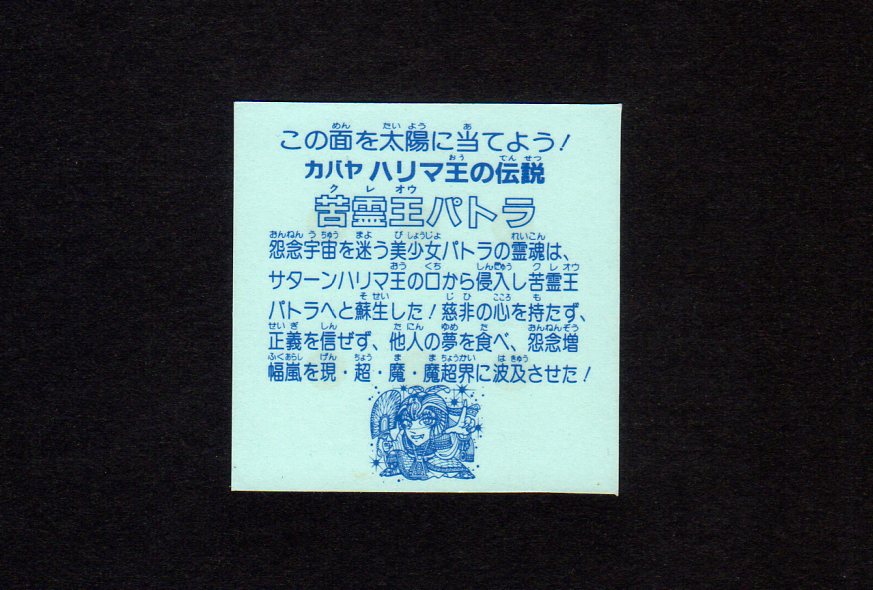 この面を太陽に当てよう!
カバヤ ハリマ王の伝説
苦霊王パトラ
怨念宇宙を迷う美少女パトラの霊魂は、
サターンハリマ王の口から侵入し苦霊王
パトラへと蘇生した!慈非の心を持たず、
正義を信ぜず、他人の夢を食べ、怨念増
幅嵐を現・超・魔・魔超界に波及させた!